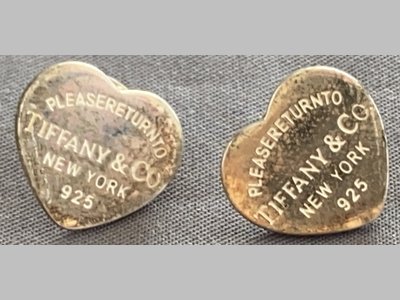 PLEASERETURNTO
TIFFANY & CO
NEW YORK
925
PLEASERETURNTO
TIFFANY & CO
NEW YORK
925